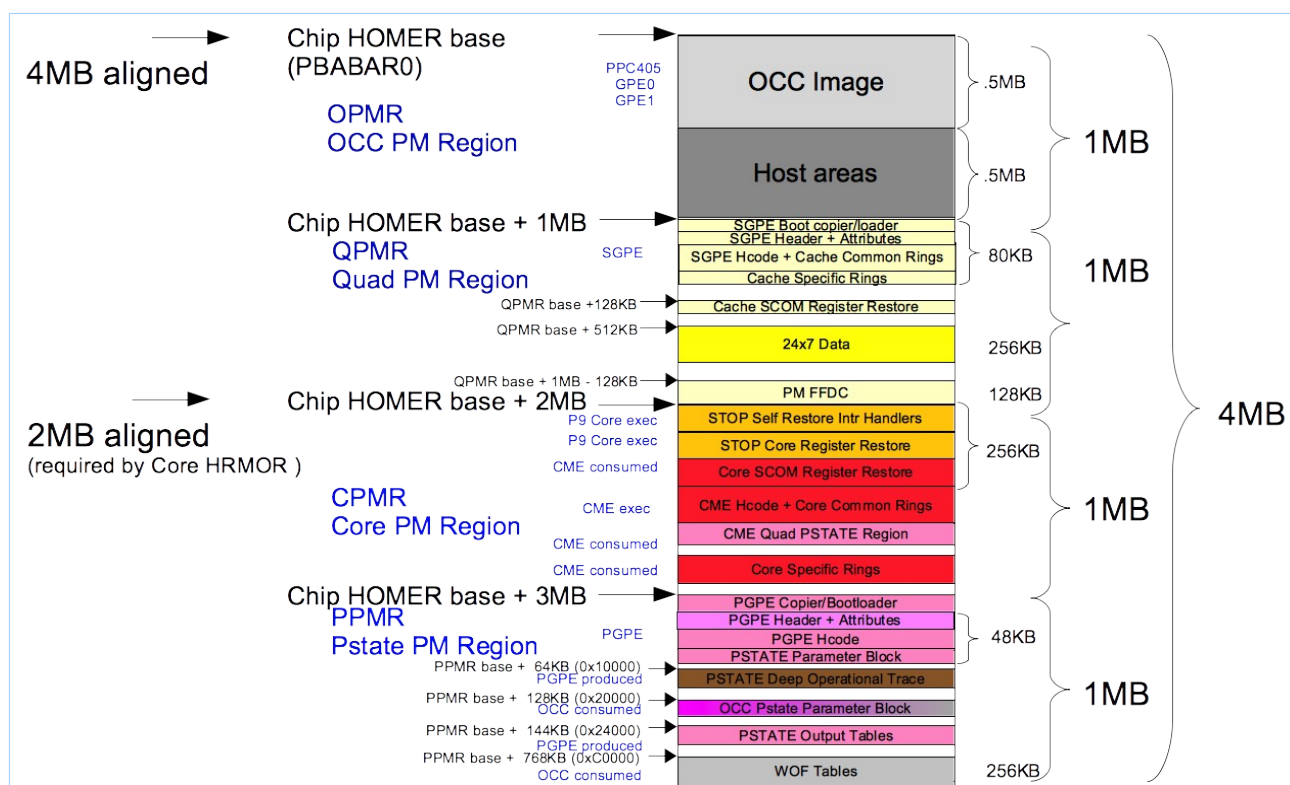 Chip HOMER base
(PBABAR0)
4MB aligned
PPC405
GPE0
GPE1
OCC Image
.5MB
OPMR
OCC PM Region
1MB
Host areas
.5MB
Chip HOMER base + 1MB
QPMR
Quad PM Region
SGPE
SGPE Boot copier/loader
SGPE Header + Attributes
SGPE Hcode + Cache Common Rings
Cache Specific Rings
80KB
1MB
QPMR base +128KB
Cache SCOM Register Restore
QPMR base + 512KB
24x7 Data
256KB
QPMR base + 1MB - 128KB
PM FFDC
128KB
Chip HOMER base + 2MB
2MB aligned
(required by Core HRMOR )
P9 Core exec
STOP Self Restore Intr Handlers
P9 Core exec
STOP Core Register Restore
256KB
CME consumed
Core SCOM Register Restore
4MB
CPMR
Core PM Region
CME exec
CME Hcode + Core Common Rings
1MB
CME Quad PSTATE Region
CME consumed
CME consumed
Core Specific Rings
Chip HOMER base + 3MB
PPMR
Pstate PM Region
PGPE
PGPE Copier/Bootloader
PGPE Header + Attributes
PGPE Hcode
PSTATE Parameter Block
48KB
PPMR base + 64KB (0x10000)
PGPE produced
PSTATE Deep Operational Trace
1MB
PPMR base + 128KB (0x20000)
OCC consumed
OCC Pstate Parameter Block
PPMR base + 144KB (0x24000)
PGPE produced
PSTATE Output Tables
PPMR base + 768KB (0xC0000)
OCC consumed
WOF Tables
256KB